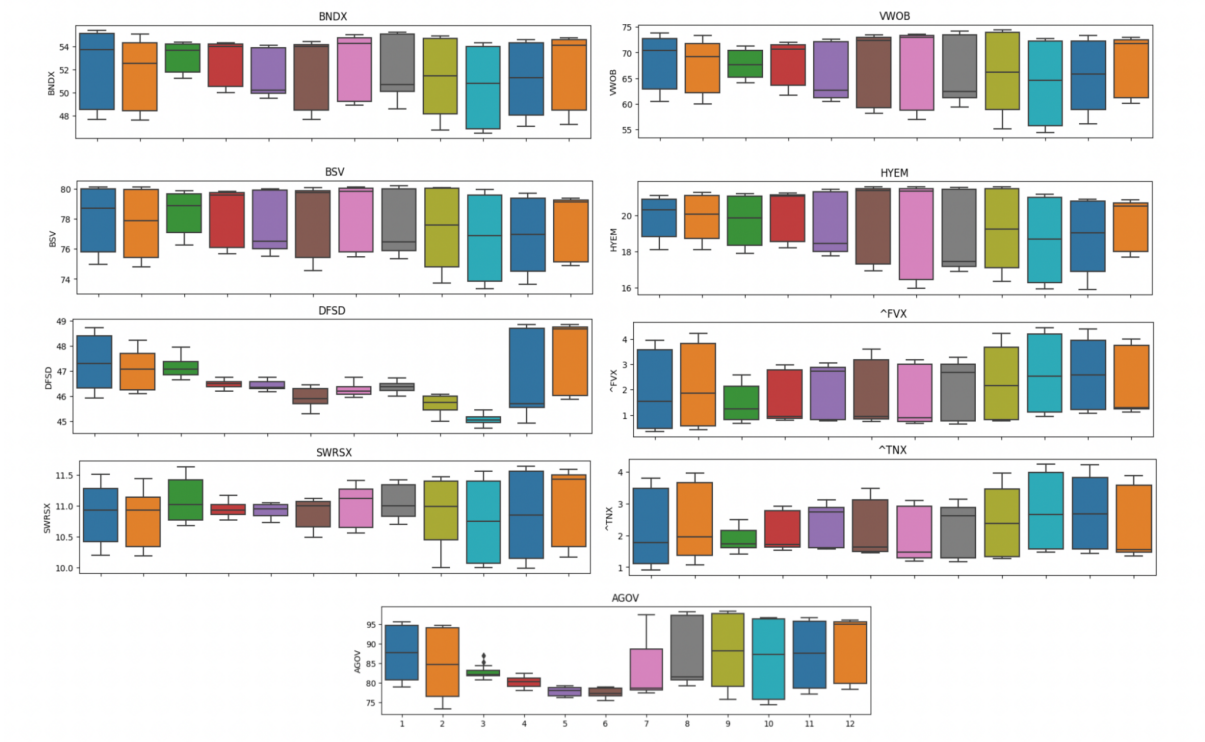 BNDX
BNDX
54
52
50
48
VWOB
VWOB
75
70
65
60
55
BSV
BSV
80
78
76
74
HYEM
HYEM
20
18
16
DFSD
DFSD
49
48
47
46
45
^FVX
^FVX
4
3
2
1
SWRSX
SWRSX
11.5
11.0
10.5
10.0
^TNX
^TNX
4
3
2
1
AGOV
AGOV
95
90
85
80
75
1 2 3 4 5 6 7 8 9 10 11 12